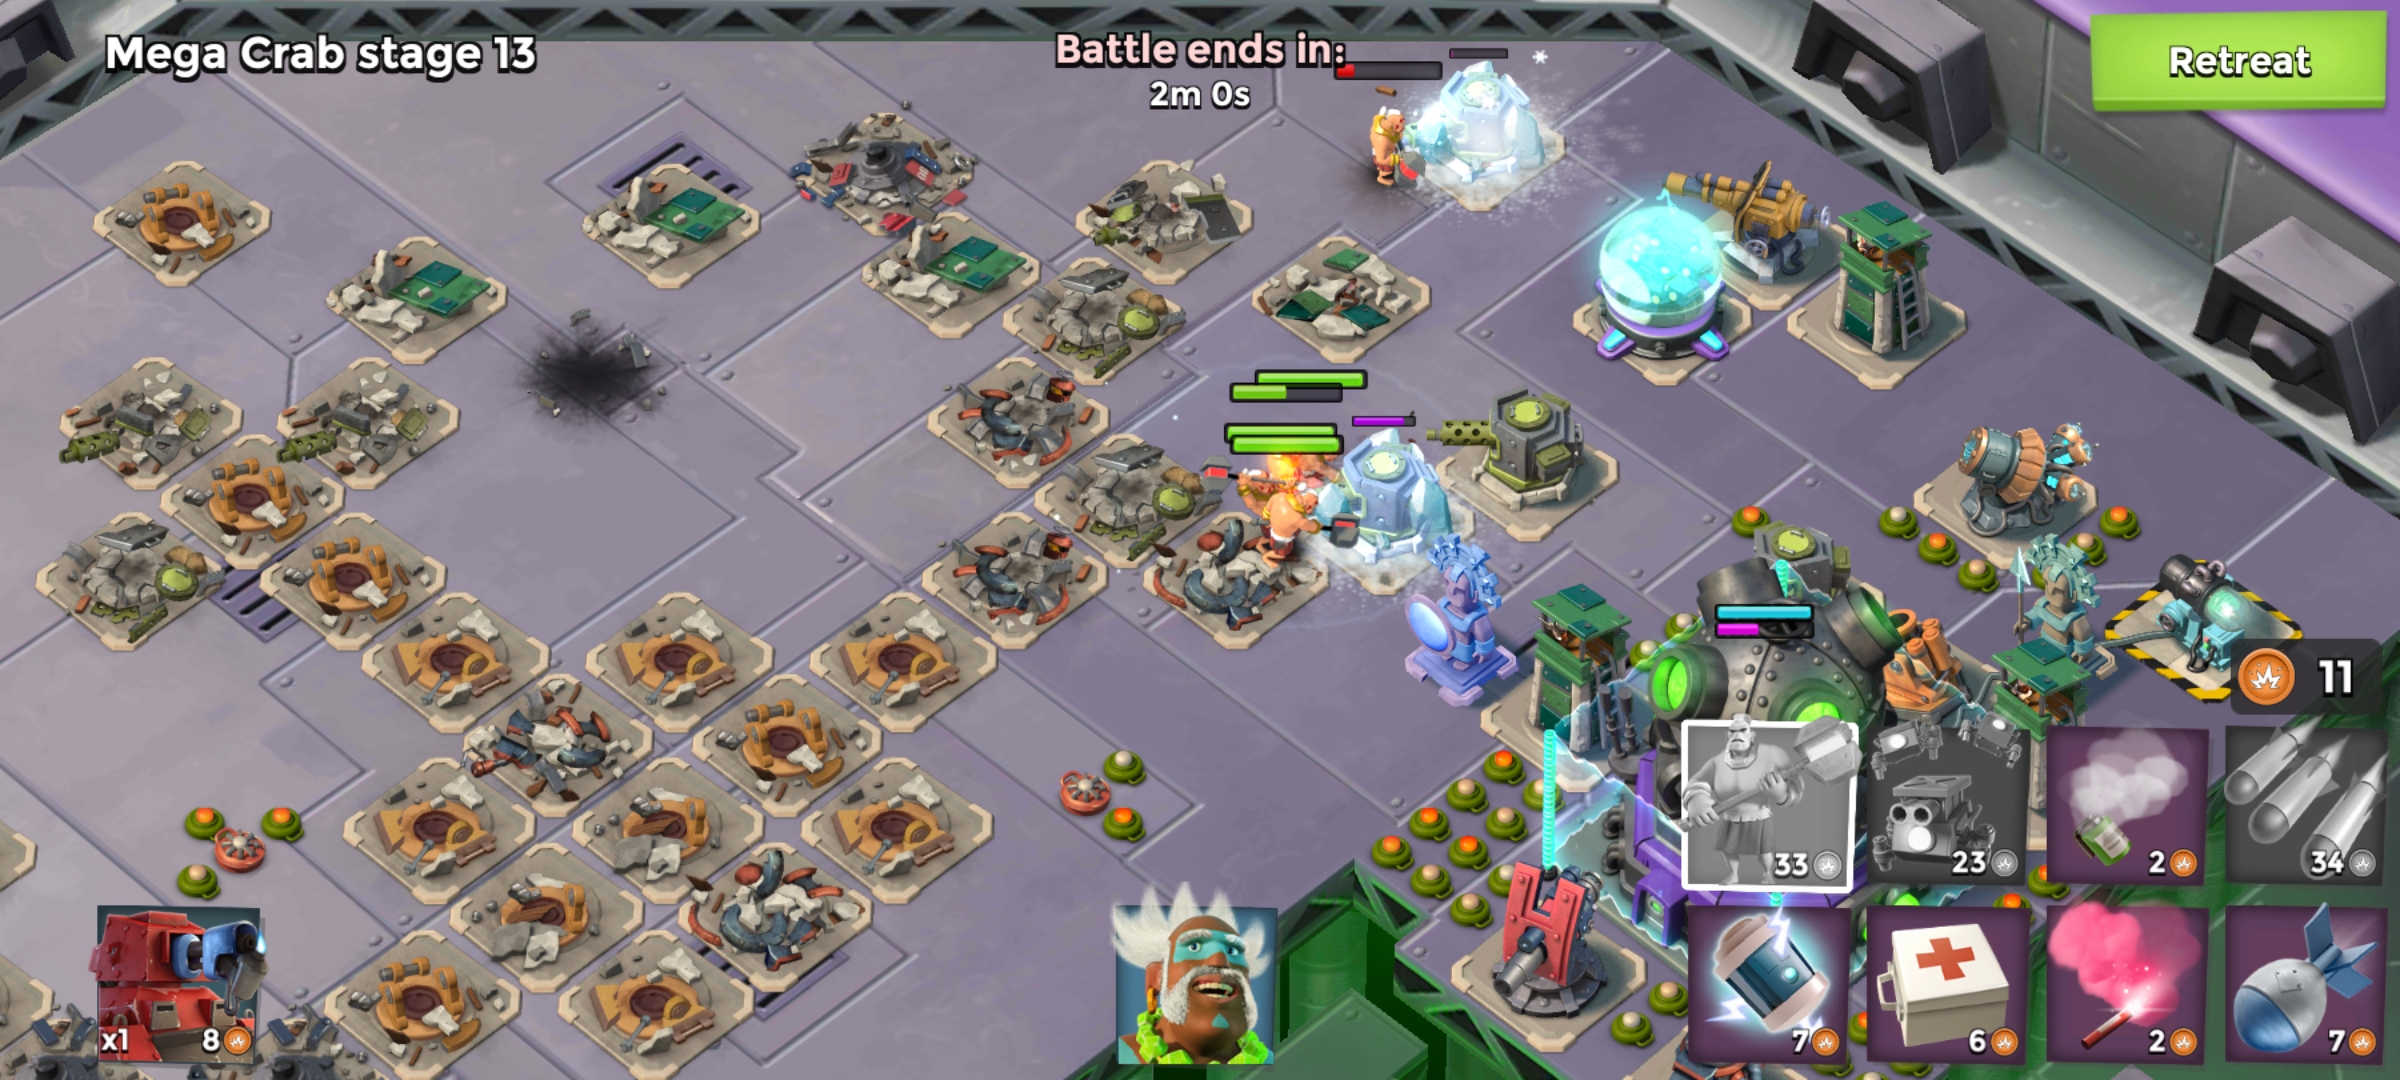 Mega Crab stage 13
Battle ends in:
2m 0s
Retreat
11
33
23
2
34
x1
8
7
6
2
7